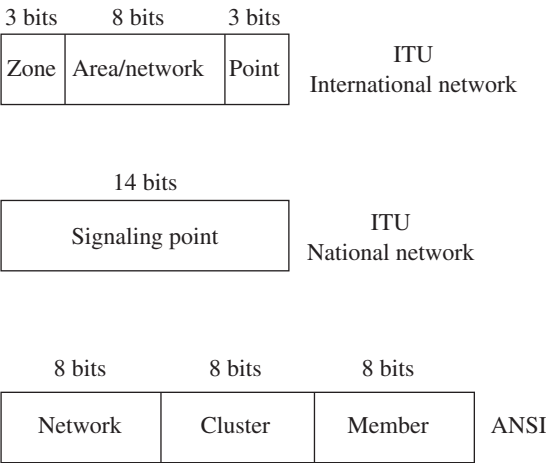 3 bits 8 bits 3 bits
Zone Area/network Point
ITU
International network
14 bits
Signaling point
ITU
National network
8 bits 8 bits 8 bits
Network Cluster Member ANSI